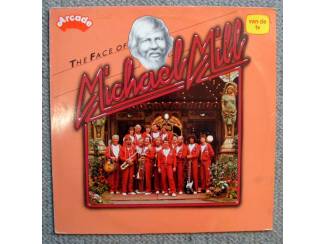 Arcade
van de
tv
THE FACE OF
Michael Mill